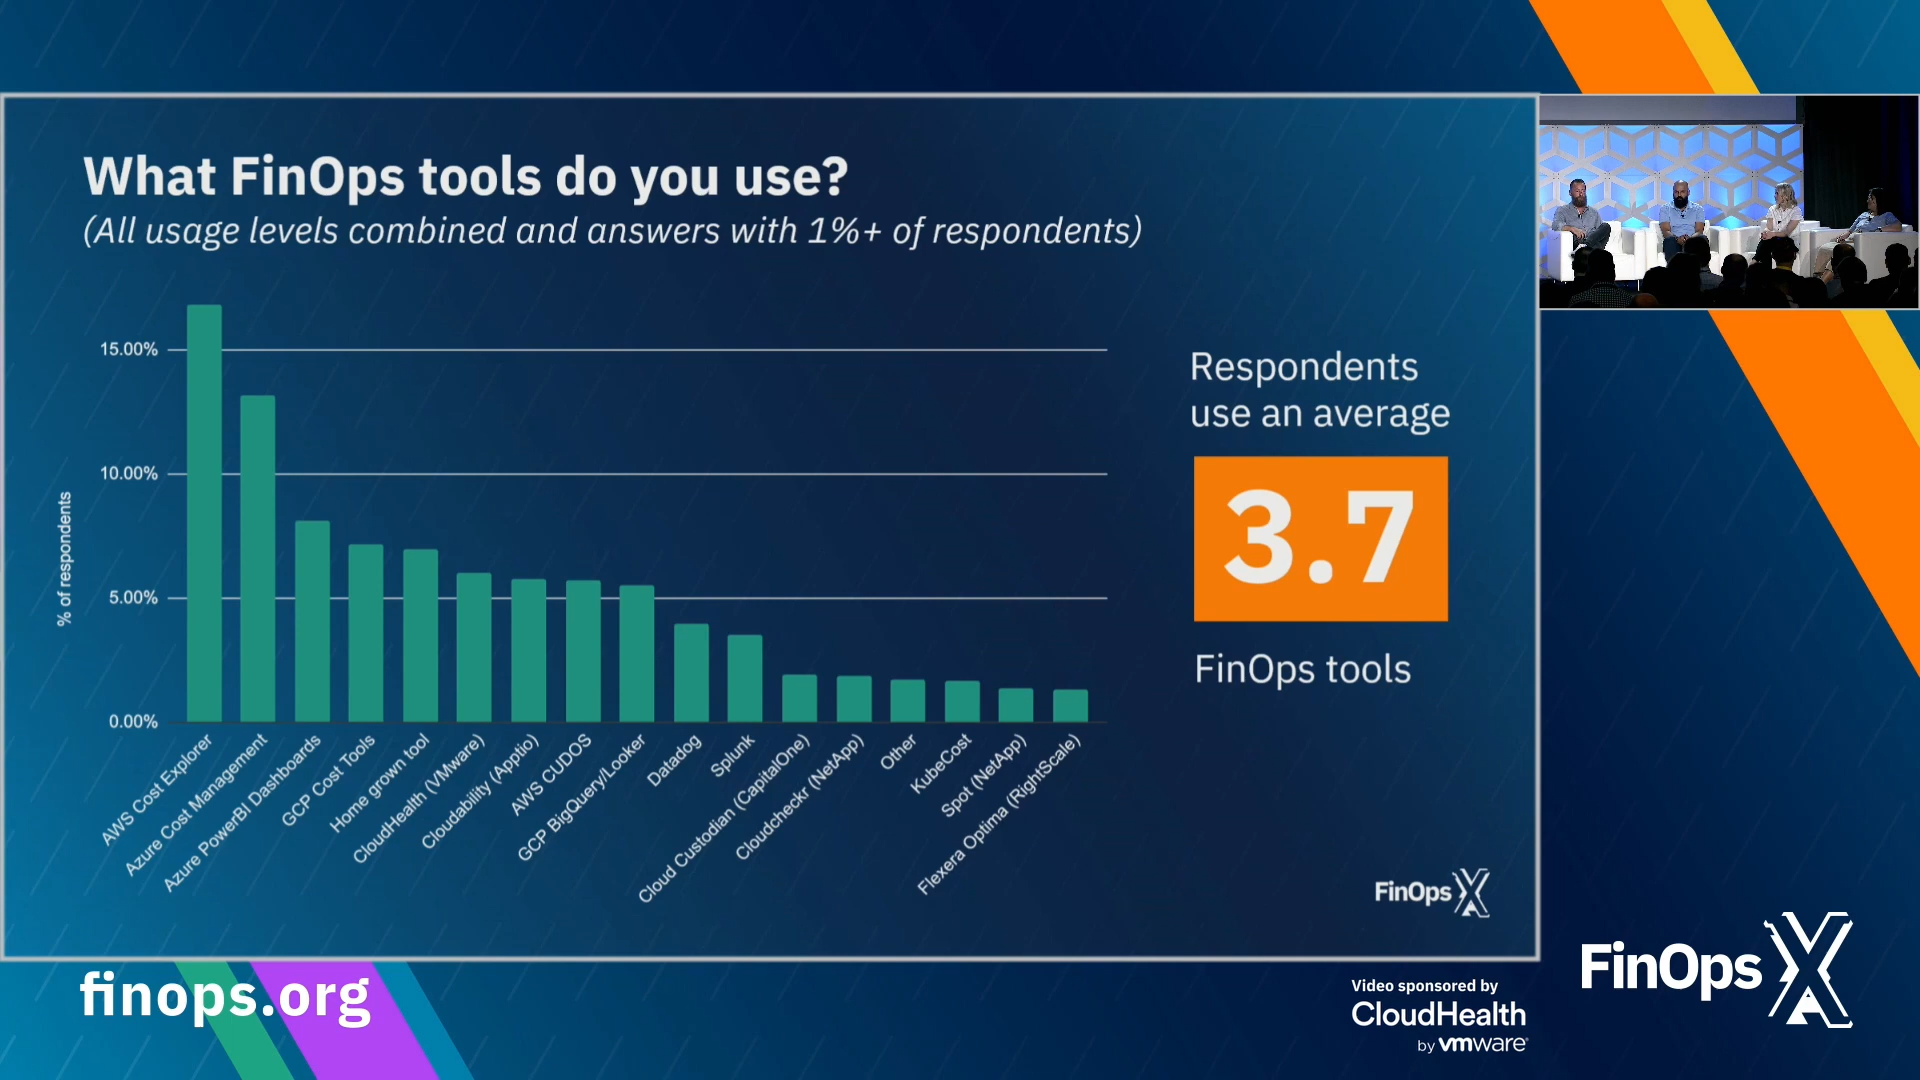 What FinOps tools do you use?
(All usage levels combined and answers with 1%+ of respondents)
% of respondents
15.00%
10.00%
5.00%
0.00%
AWS Cost Explorer
Azure Cost Management
Azure PowerBI Dashboards
GCP Cost Tools
Home grown tool
CloudHealth (VMware)
Cloudability (Apptio)
AWS CUDOS
GCP BigQuery/Looker
Datadog
Splunk
Cloud Custodian (CapitalOne)
Cloudcheckr (NetApp)
Other
KubeCost
Spot (NetApp)
Flexera Optima (RightScale)
Respondents
use an average
3.7
FinOps tools
FinOps X
finops.org
Video sponsored by
CloudHealth
by vmware®
FinOps X